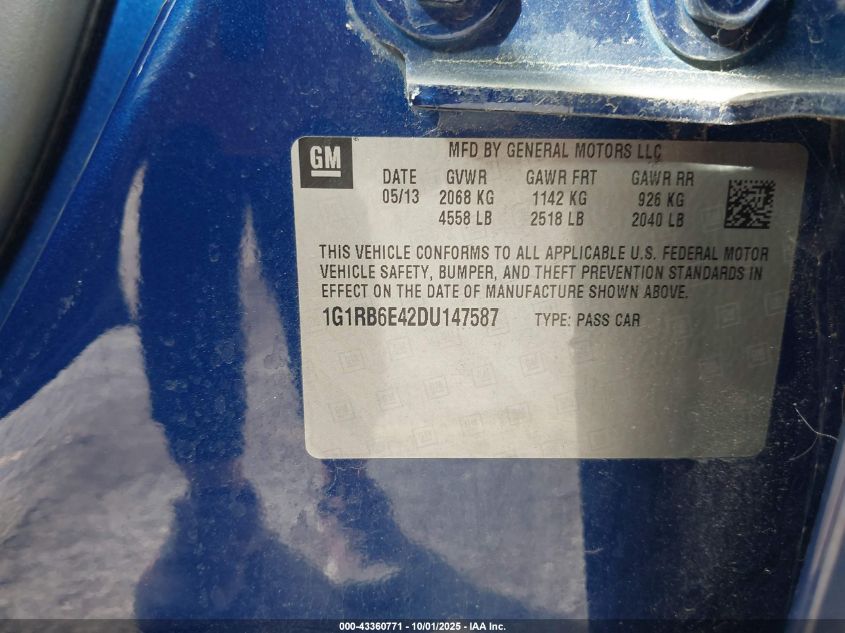 GM
MFD BY GENERAL MOTORS LLC
DATE GVWR GAWR FRT GAWR RR
05/13 2068 KG 1142 KG 926 KG
4558 LB 2518 LB 2040 LB
THIS VEHICLE CONFORMS TO ALL APPLICABLE U.S. FEDERAL MOTOR
VEHICLE SAFETY, BUMPER, AND THEFT PREVENTION STANDARDS IN
EFFECT ON THE DATE OF MANUFACTURE SHOWN ABOVE.
1G1RB6E42DU147587 TYPE: PASS CAR
000-43360771 - 10/01/2025 - IAA Inc.